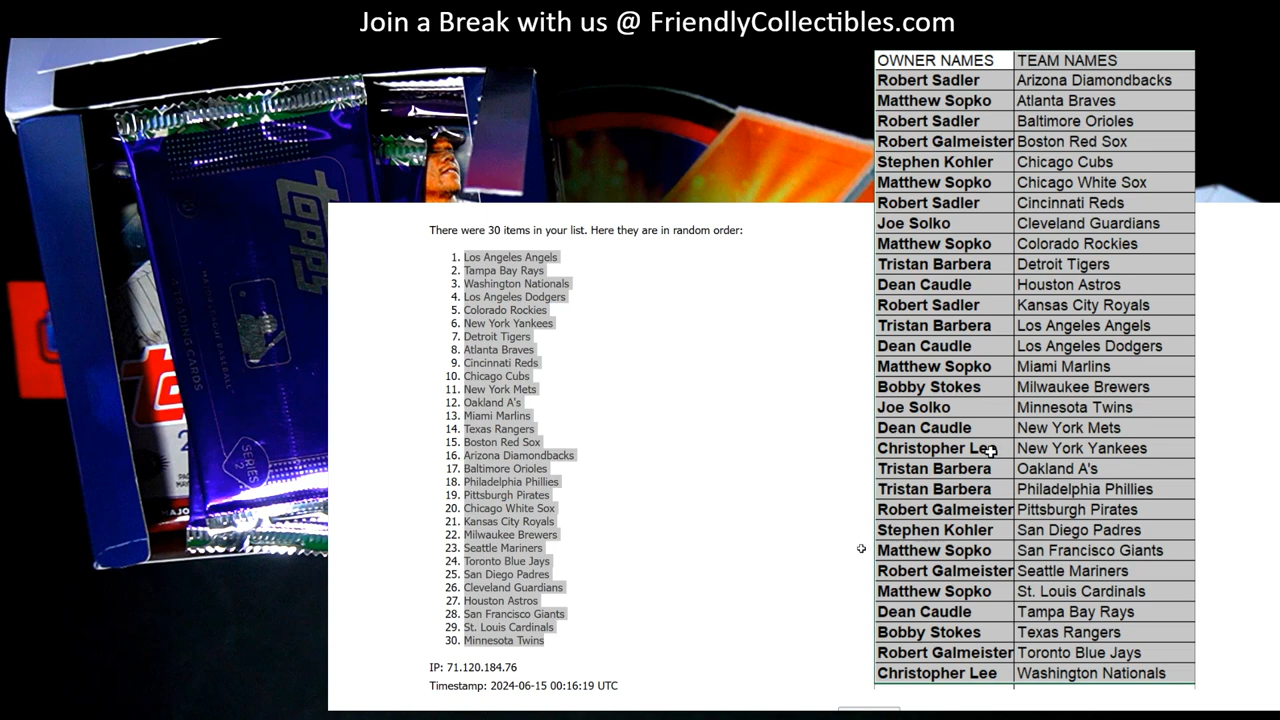 Join a Break with us @ FriendlyCollectibles.com
topps
TRADING CARDS
SERIES
2
There were 30 items in your list. Here they are in random order:
1. Los Angeles Angels
2. Tampa Bay Rays
3. Washington Nationals
4. Los Angeles Dodgers
5. Colorado Rockies
6. New York Yankees
7. Detroit Tigers
8. Atlanta Braves
9. Cincinnati Reds
10. Chicago Cubs
11. New York Mets
12. Oakland A's
13. Miami Marlins
14. Texas Rangers
15. Boston Red Sox
16. Arizona Diamondbacks
17. Baltimore Orioles
18. Philadelphia Phillies
19. Pittsburgh Pirates
20. Chicago White Sox
21. Kansas City Royals
22. Milwaukee Brewers
23. Seattle Mariners
24. Toronto Blue Jays
25. San Diego Padres
26. Cleveland Guardians
27. Houston Astros
28. San Francisco Giants
29. St. Louis Cardinals
30. Minnesota Twins
IP: 71.120.184.76
Timestamp: 2024-06-15 00:16:19 UTC
OWNER NAMES TEAM NAMES
Robert Sadler Arizona Diamondbacks
Matthew Sopko Atlanta Braves
Robert Sadler Baltimore Orioles
Robert Galmeister Boston Red Sox
Stephen Kohler Chicago Cubs
Matthew Sopko Chicago White Sox
Robert Sadler Cincinnati Reds
Joe Solko Cleveland Guardians
Matthew Sopko Colorado Rockies
Tristan Barbera Detroit Tigers
Dean Caudle Houston Astros
Robert Sadler Kansas City Royals
Tristan Barbera Los Angeles Angels
Dean Caudle Los Angeles Dodgers
Matthew Sopko Miami Marlins
Bobby Stokes Milwaukee Brewers
Joe Solko Minnesota Twins
Dean Caudle New York Mets
Christopher Lee New York Yankees
Tristan Barbera Oakland A's
Tristan Barbera Philadelphia Phillies
Robert Galmeister Pittsburgh Pirates
Stephen Kohler San Diego Padres
Matthew Sopko San Francisco Giants
Robert Galmeister Seattle Mariners
Matthew Sopko St. Louis Cardinals
Dean Caudle Tampa Bay Rays
Bobby Stokes Texas Rangers
Robert Galmeister Toronto Blue Jays
Christopher Lee Washington Nationals